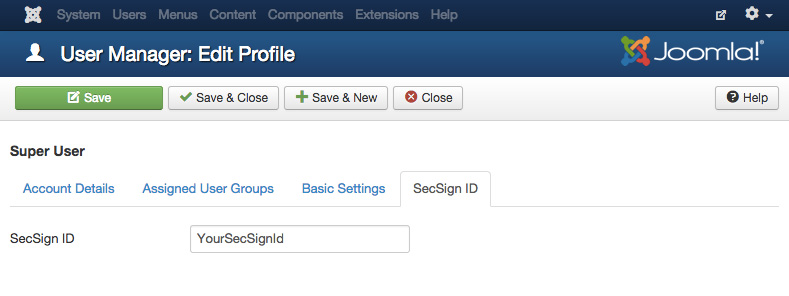 System Users Menus Content Components Extensions Help
User Manager: Edit Profile Joomla!®
Save Save & Close Save & New Close Help
Super User
Account Details Assigned User Groups Basic Settings SecSign ID
SecSign ID YourSecSignId